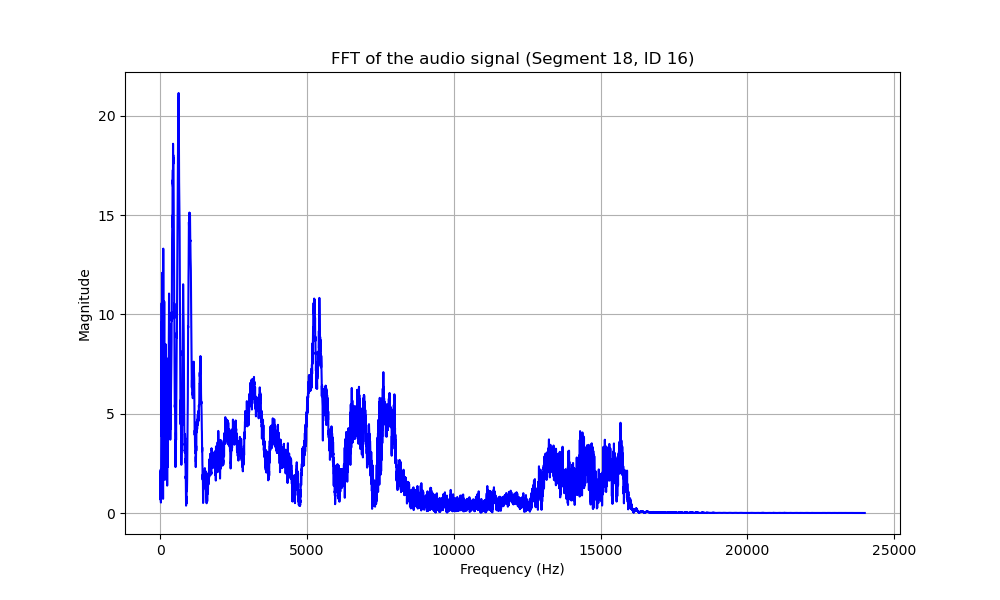 FFT of the audio signal (Segment 18, ID 16)
Magnitude
20
15
10
5
0
0 5000 10000 15000 20000 25000
Frequency (Hz)